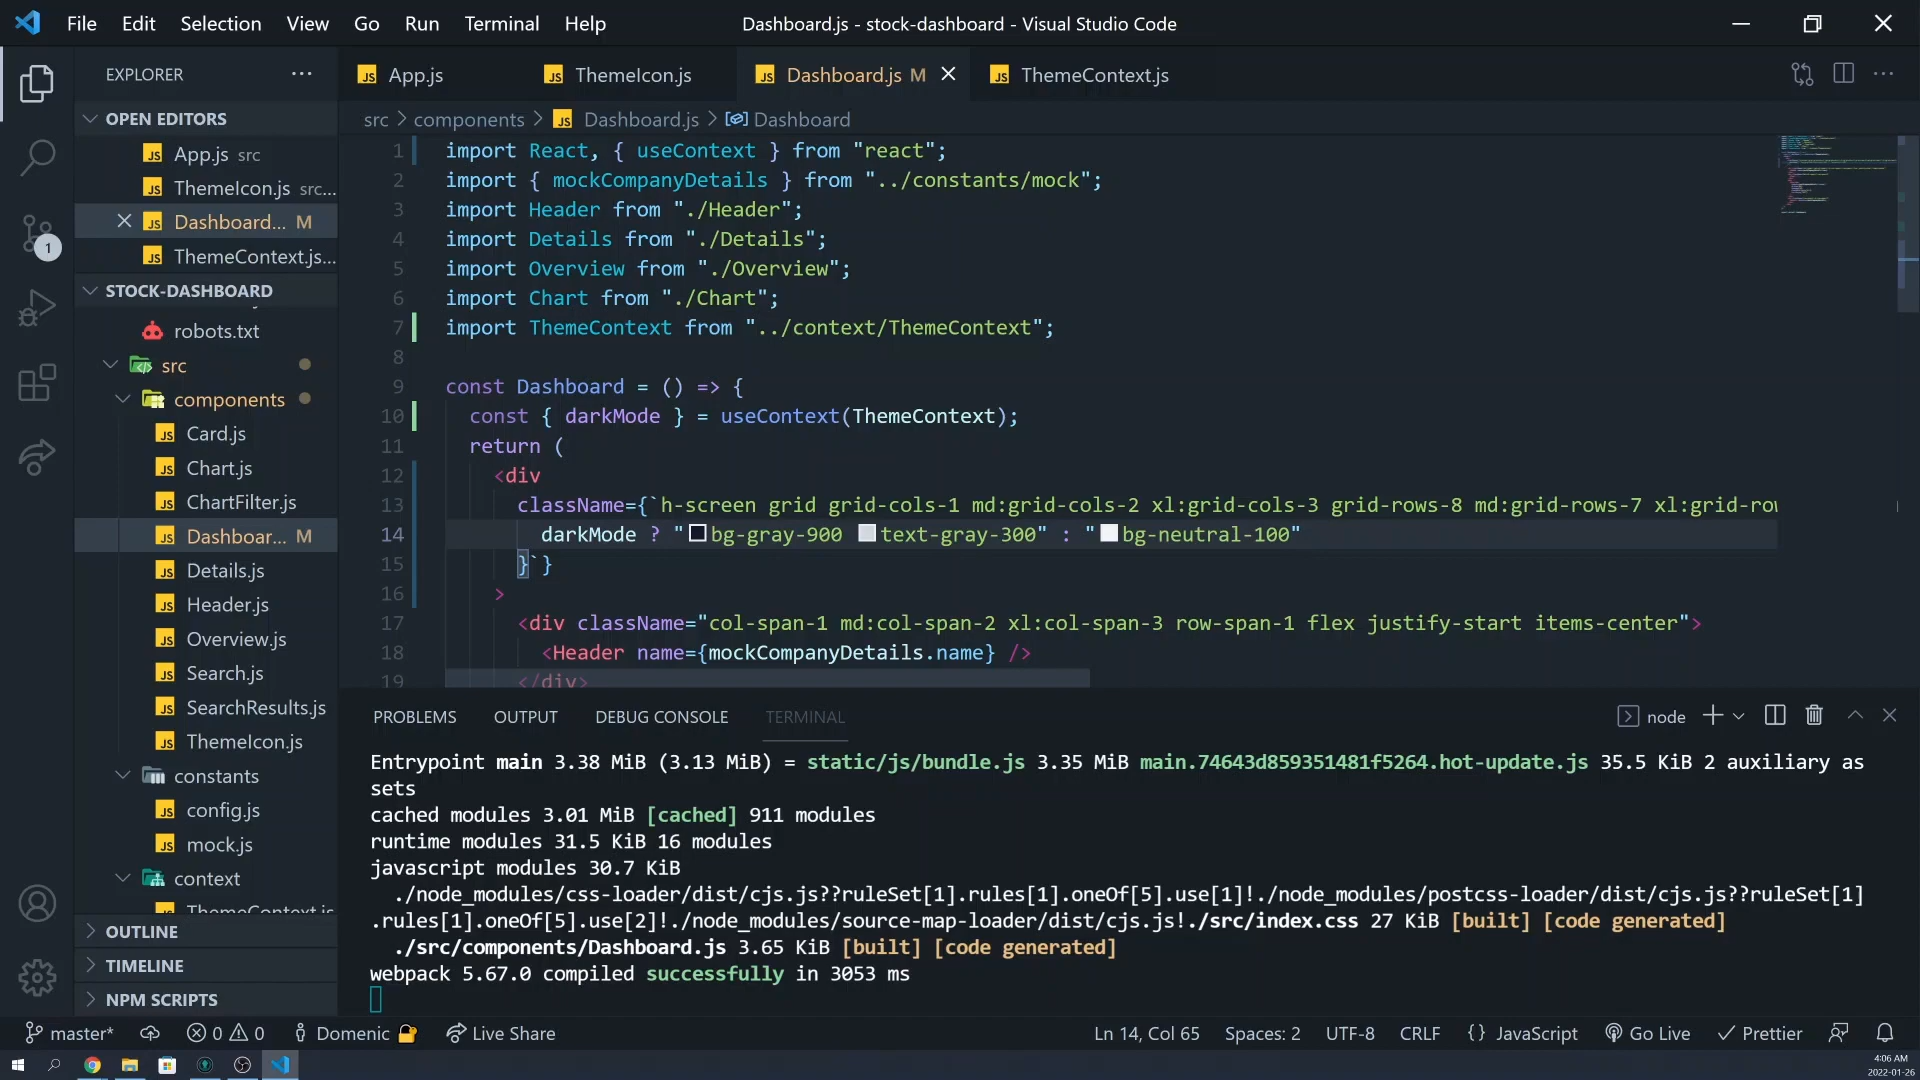 File Edit Selection View Go Run Terminal Help
Dashboard.js - stock-dashboard - Visual Studio Code
EXPLORER
OPEN EDITORS
App.js src
ThemeIcon.js src...
Dashboard... M
ThemeContext.js...
STOCK-DASHBOARD
robots.txt
src
components
Card.js
Chart.js
ChartFilter.js
Dashboar... M
Details.js
Header.js
Overview.js
Search.js
SearchResults.js
ThemeIcon.js
constants
config.js
mock.js
context
ThemeContext.js
OUTLINE
TIMELINE
NPM SCRIPTS
1
App.js ThemeIcon.js Dashboard.js M ThemeContext.js
src > components > Dashboard.js > Dashboard
1 import React, { useContext } from "react";
2 import { mockCompanyDetails } from "../constants/mock";
3 import Header from "./Header";
4 import Details from "./Details";
5 import Overview from "./Overview";
6 import Chart from "./Chart";
7 import ThemeContext from "../context/ThemeContext";
8
9 const Dashboard = () => {
10 const { darkMode } = useContext(ThemeContext);
11 return (
12 <div
13 className={`h-screen grid grid-cols-1 md:grid-cols-2 xl:grid-cols-3 grid-rows-8 md:grid-rows-7 xl:grid-row
14 darkMode ? "bg-gray-900 text-gray-300" : "bg-neutral-100"
15 }`}
16 >
17 <div className="col-span-1 md:col-span-2 xl:col-span-3 row-span-1 flex justify-start items-center">
18 <Header name={mockCompanyDetails.name} />
19 </div>
PROBLEMS OUTPUT DEBUG CONSOLE TERMINAL node
Entrypoint main 3.38 MiB (3.13 MiB) = static/js/bundle.js 3.35 MiB main.74643d859351481f5264.hot-update.js 35.5 KiB 2 auxiliary as
sets
cached modules 3.01 MiB [cached] 911 modules
runtime modules 31.5 KiB 16 modules
javascript modules 30.7 KiB
./node_modules/css-loader/dist/cjs.js??ruleSet[1].rules[1].oneOf[5].use[1]!./node_modules/postcss-loader/dist/cjs.js??ruleSet[1]
.rules[1].oneOf[5].use[2]!./node_modules/source-map-loader/dist/cjs.js!./src/index.css 27 KiB [built] [code generated]
./src/components/Dashboard.js 3.65 KiB [built] [code generated]
webpack 5.67.0 compiled successfully in 3053 ms
master* 0 0 Domenic Live Share Ln 14, Col 65 Spaces: 2 UTF-8 CRLF {} JavaScript Go Live Prettier
4:06 AM
2022-01-26